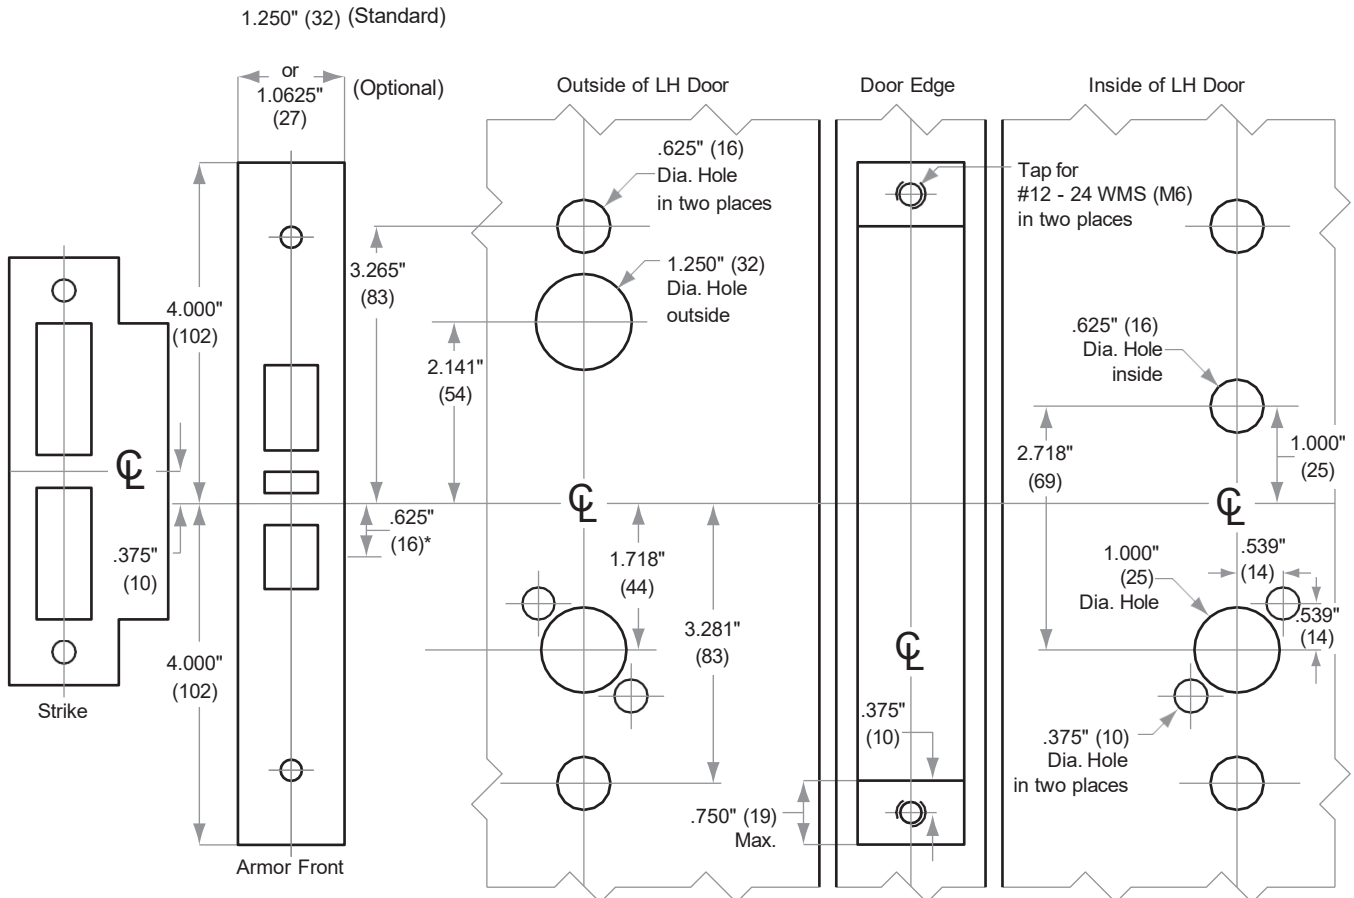 1.250" (32) (Standard)
or
1.0625"
(27)
(Optional)
Outside of LH Door
Door Edge
Inside of LH Door
.625" (16)
Dia. Hole
in two places
Tap for
#12 - 24 WMS (M6)
in two places
3.265"
(83)
1.250" (32)
Dia. Hole
outside
4.000"
(102)
.625" (16)
Dia. Hole
inside
2.141"
(54)
2.718"
(69)
1.000"
(25)
℄
℄
℄
.375"
(10)
.625"
(16)*
1.718"
(44)
1.000"
(25)
Dia. Hole
.539"
(14)
.539"
(14)
3.281"
(83)
℄
4.000"
(102)
Strike
.375"
(10)
.375" (10)
Dia. Hole
in two places
.750" (19)
Max.
Armor Front